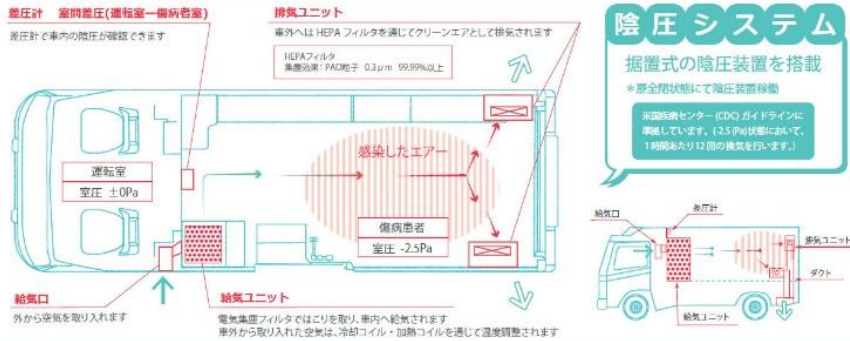 差圧計　室間差圧(運転室ー傷病者室)
差圧計で車内の陰圧が確認できます
排気ユニット
車外へは HEPA フィルタを通じてクリーンエアとして排気されます
HEPAフィルタ
集塵効果：PAO粒子 0.3μm 99.99%以上
運転室
室圧 ±0Pa
感染したエアー
傷病患者
室圧 -2.5Pa
給気口
外から空気を取り入れます
給気ユニット
電気集塵フィルタでほこりを取り、車内へ給気されます
車外から取り入れた空気は、冷却コイル・加熱コイルを通じて温度調整されます
陰圧システム
据置式の陰圧装置を搭載
＊扉全閉状態にて陰圧装置稼働
米国疾病センター (CDC) ガイドラインに
準拠しています。(-2.5 (Pa) 状態において、
1時間あたり12回の換気を行います。)
給気口
差圧計
排気ユニット
ダクト
給気ユニット